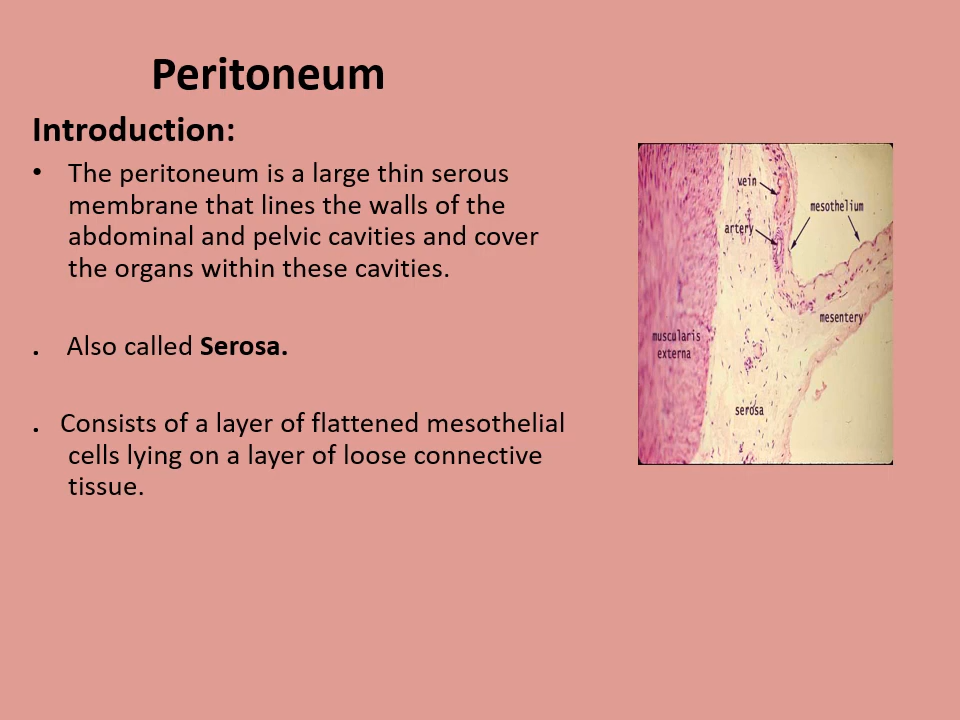 Peritoneum
Introduction:
• The peritoneum is a large thin serous
membrane that lines the walls of the
abdominal and pelvic cavities and cover
the organs within these cavities.
. Also called Serosa.
. Consists of a layer of flattened mesothelial
cells lying on a layer of loose connective
tissue.
vein
mesothelium
artery
mesentery
muscularis
externa
serosa